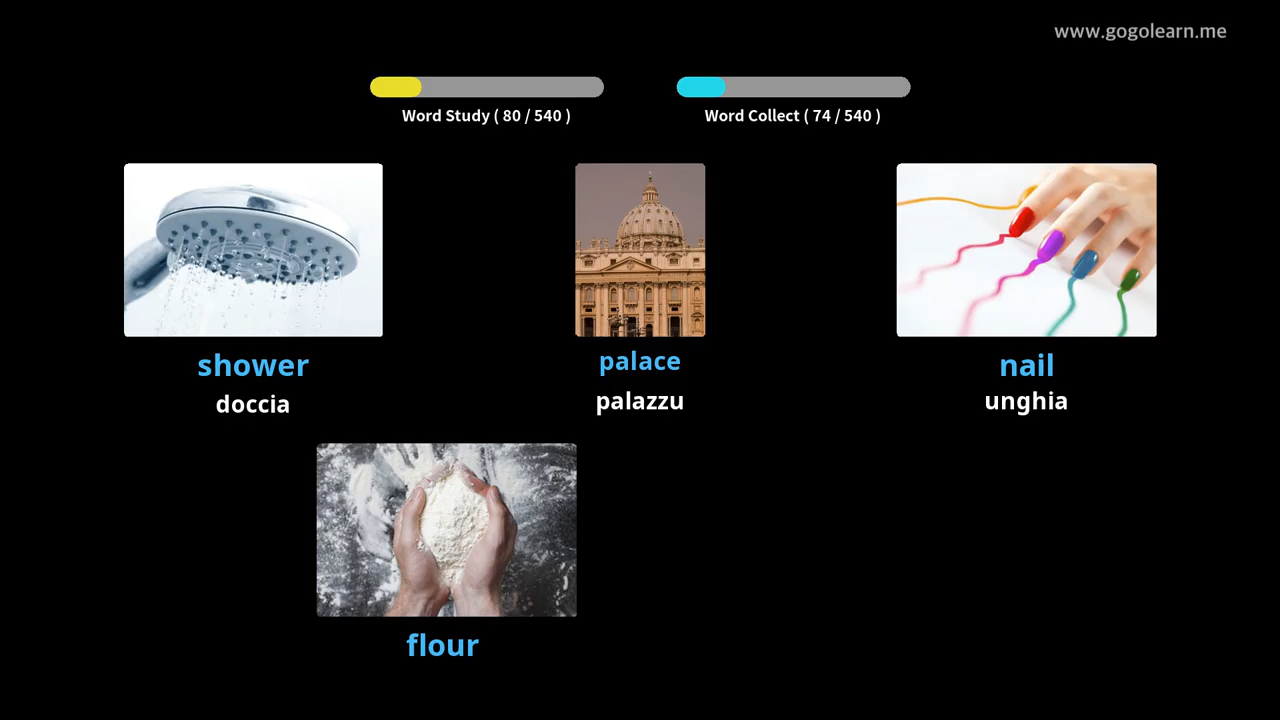 www.gogolearn.me
Word Study ( 80 / 540 )
Word Collect ( 74 / 540 )
shower
doccia
palace
palazzu
nail
unghia
flour